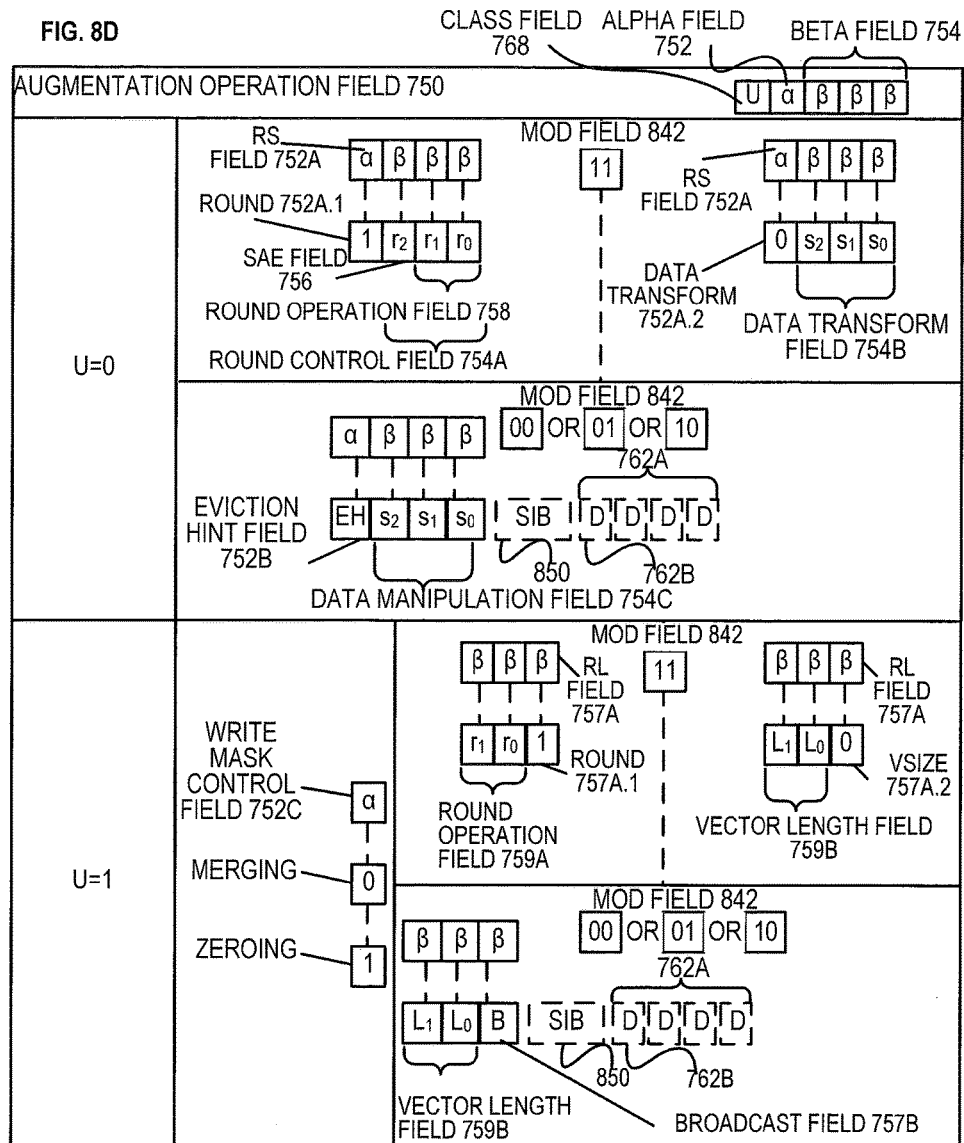 FIG. 8D
CLASS FIELD 768
ALPHA FIELD 752
BETA FIELD 754
AUGMENTATION OPERATION FIELD 750
U α β β β
U=0
RS FIELD 752A
α β β β
ROUND 752A.1
1 r2 r1 r0
SAE FIELD 756
ROUND OPERATION FIELD 758
ROUND CONTROL FIELD 754A
MOD FIELD 842
11
α β β β
RS FIELD 752A
0 s2 s1 s0
DATA TRANSFORM 752A.2
DATA TRANSFORM FIELD 754B
MOD FIELD 842
00 OR 01 OR 10
α β β β
762A
EVICTION HINT FIELD 752B
EH s2 s1 s0 SIB D D D D
850
762B
DATA MANIPULATION FIELD 754C
U=1
WRITE MASK CONTROL FIELD 752C
α
MERGING
0
ZEROING
1
MOD FIELD 842
11
β β β
RL FIELD 757A
r1 r0 1
ROUND 757A.1
ROUND OPERATION FIELD 759A
β β β
RL FIELD 757A
L1 L0 0
VSIZE 757A.2
VECTOR LENGTH FIELD 759B
MOD FIELD 842
00 OR 01 OR 10
β β β
762A
L1 L0 B SIB D D D D
850
762B
VECTOR LENGTH FIELD 759B
BROADCAST FIELD 757B